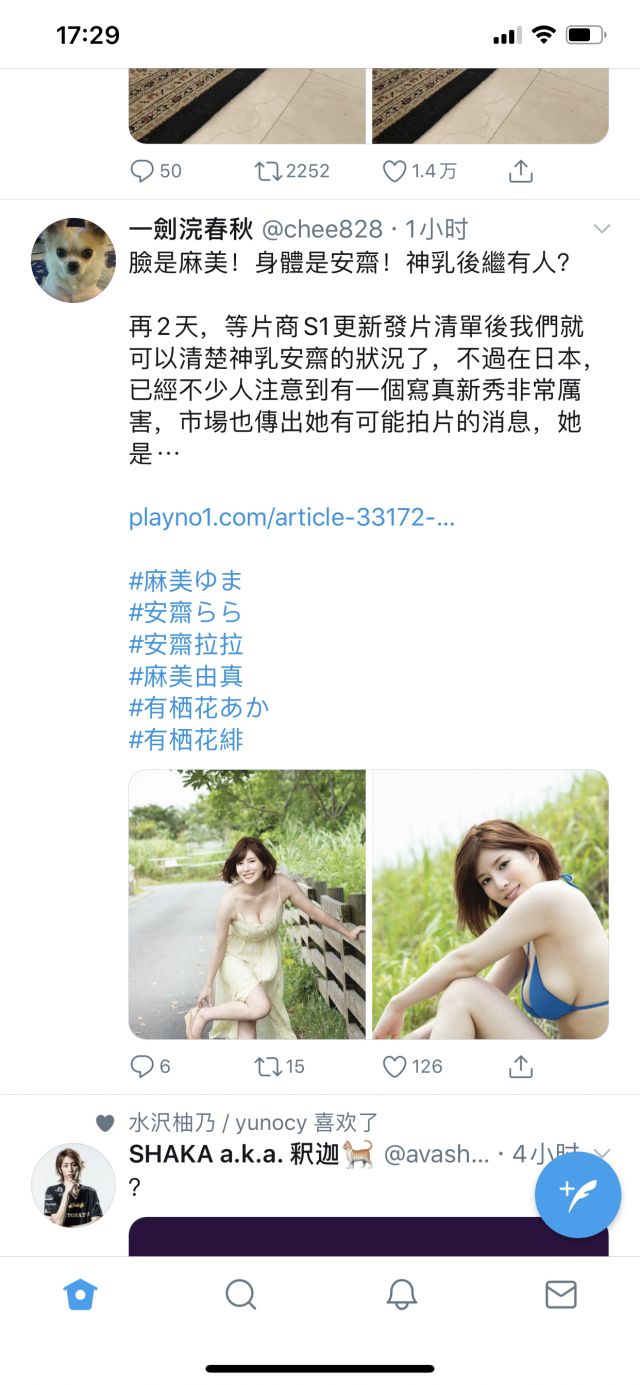 17:29
50 2252 1.4万
一劍浣春秋 @chee828 · 1小时
臉是麻美！身體是安齋！神乳後繼有人？
再2天，等片商S1更新發片清單後我們就
可以清楚神乳安齋的狀況了，不過在日本，
已經不少人注意到有一個寫真新秀非常厲
害，市場也傳出她有可能拍片的消息，她
是…
playno1.com/article-33172-...
#麻美ゆま
#安齋らら
#安齋拉拉
#麻美由真
#有栖花あか
#有栖花緋
6 15 126
水沢柚乃 / yunocy 喜欢了
SHAKA a.k.a. 釈迦🐈 @avash... · 4小时
?